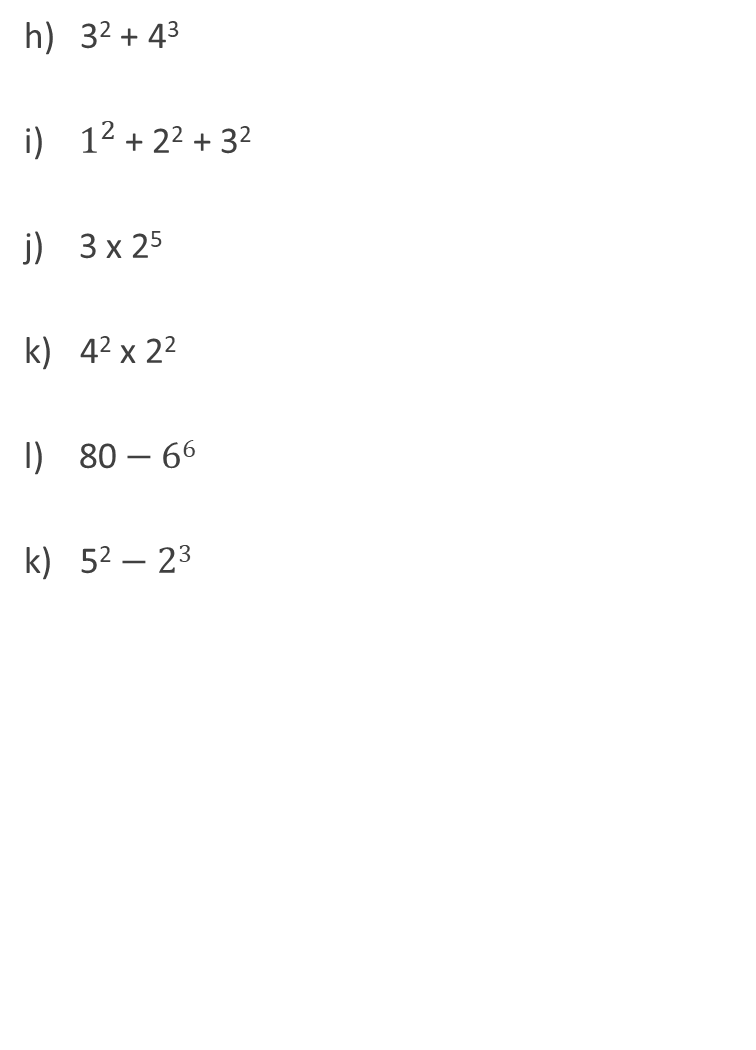 h) 3² + 4³
i) 1² + 2² + 3²
j) 3 x 2⁵
k) 4² x 2²
l) 80 – 6⁶
k) 5² – 2³